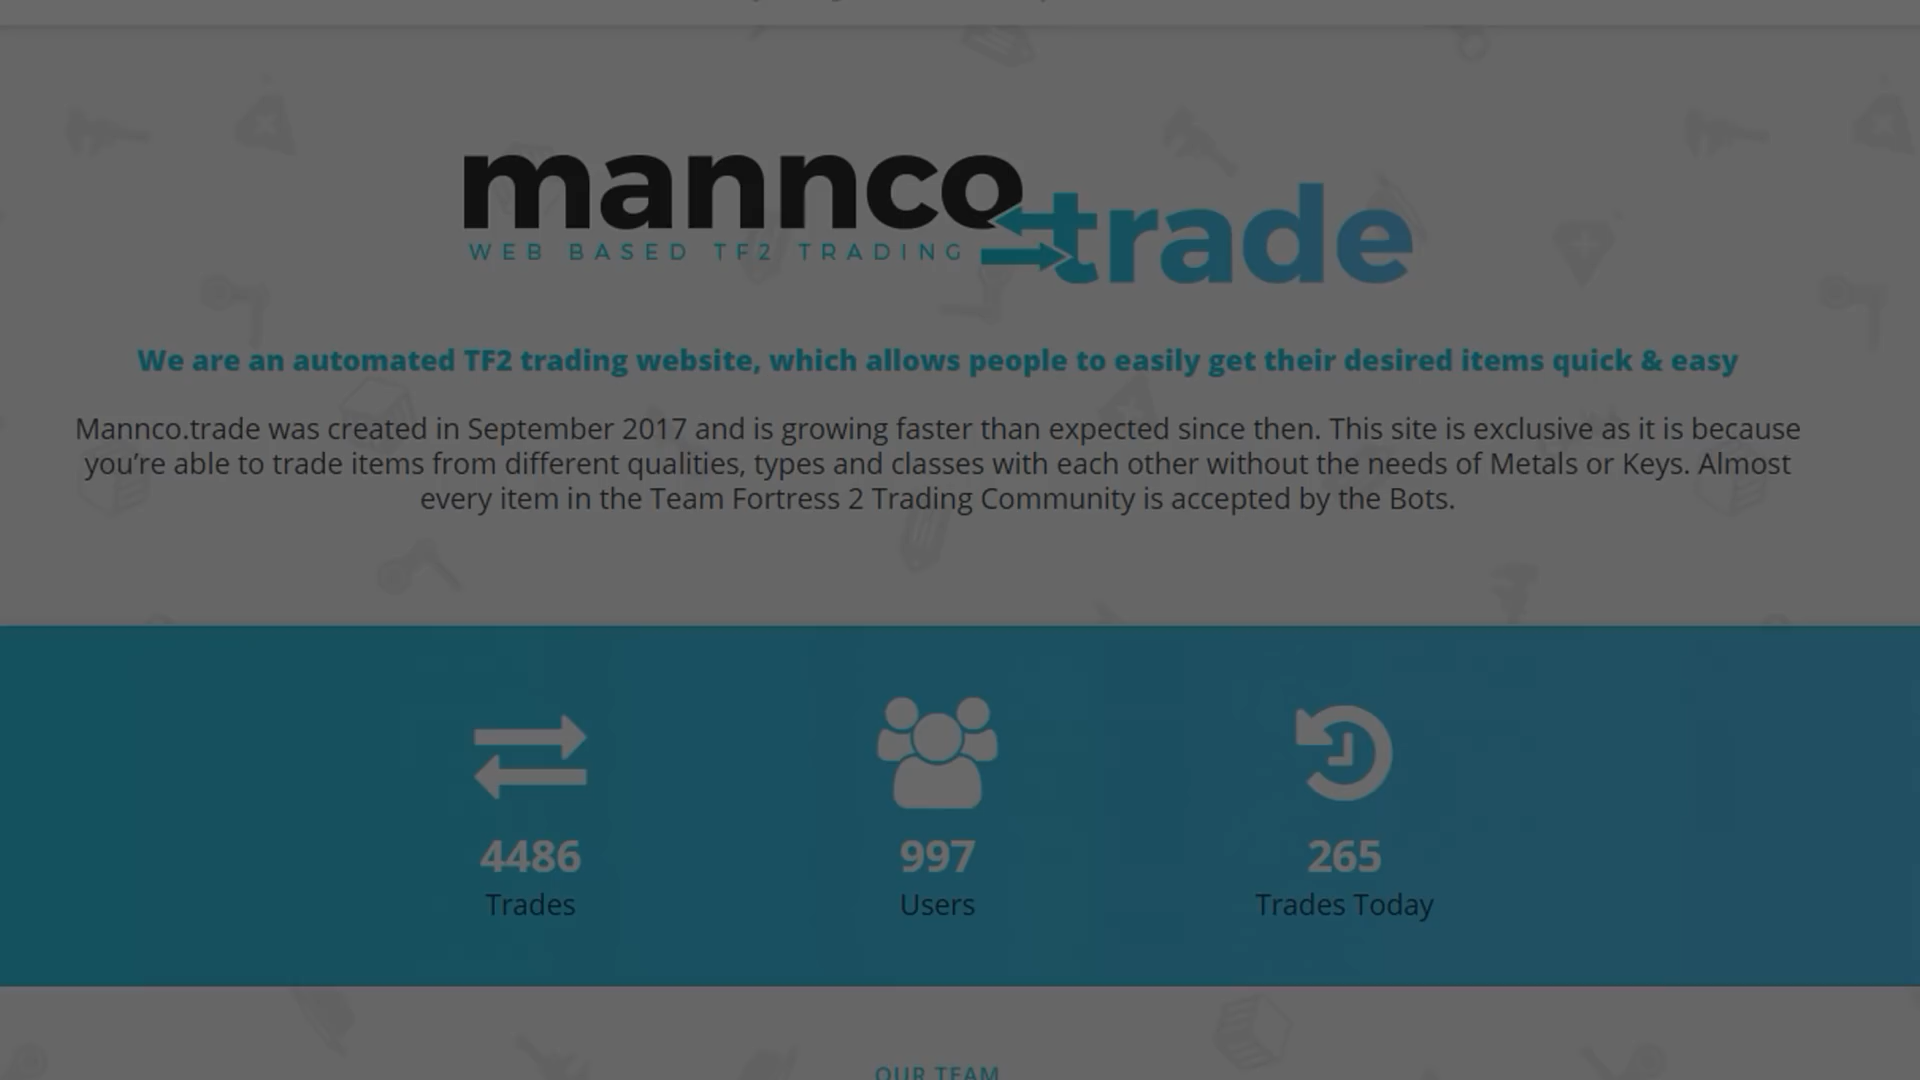 mannco
trade
WEB BASED TF2 TRADING
We are an automated TF2 trading website, which allows people to easily get their desired items quick & easy
Mannco.trade was created in September 2017 and is growing faster than expected since then. This site is exclusive as it is because
you’re able to trade items from different qualities, types and classes with each other without the needs of Metals or Keys. Almost
every item in the Team Fortress 2 Trading Community is accepted by the Bots.
4486
Trades
997
Users
265
Trades Today
OUR TEAM